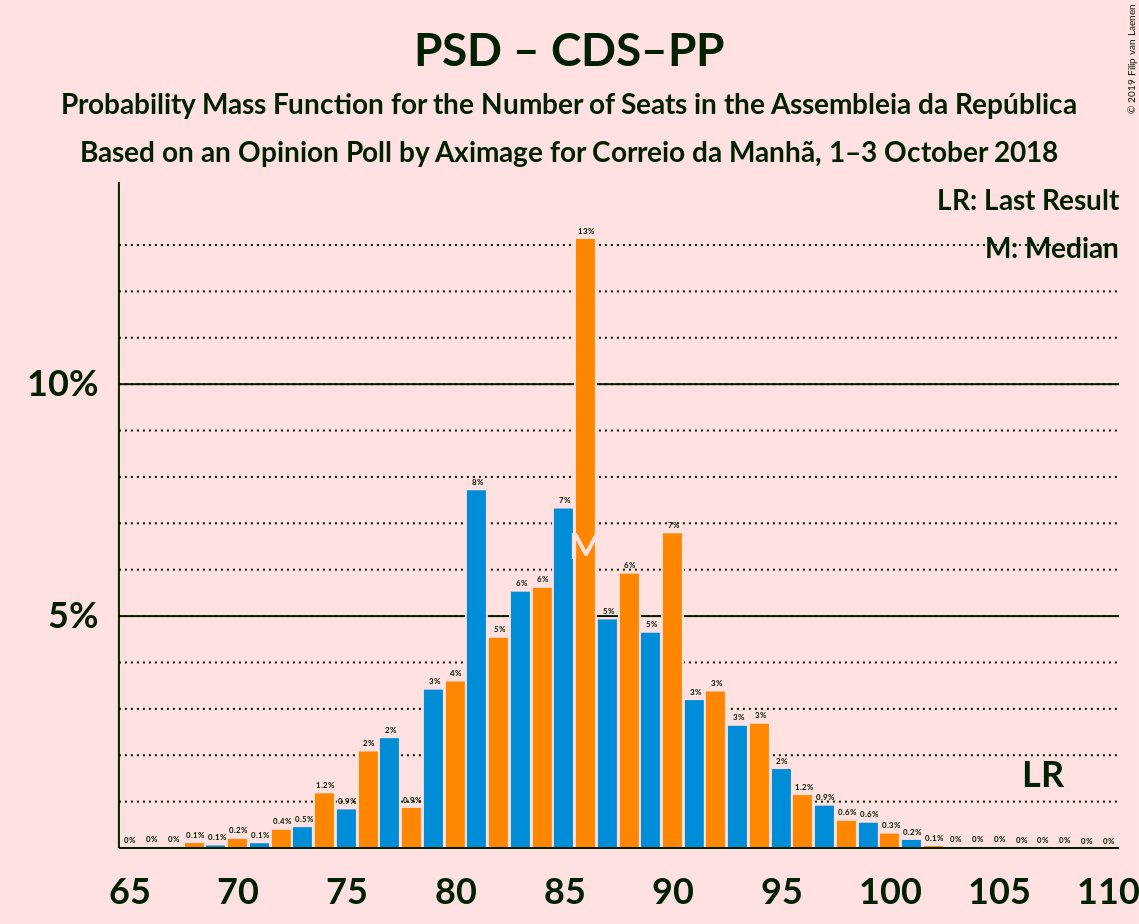 PSD – CDS–PP
Probability Mass Function for the Number of Seats in the Assembleia da República
Based on an Opinion Poll by Aximage for Correio da Manhã, 1–3 October 2018
© 2019 Filip van Laenen
LR: Last Result
M: Median
10%
5%
0% 0% 0% 0.1% 0.1% 0.2% 0.1% 0.4% 0.5% 1.2% 0.9% 2% 2% 0.9% 3% 4% 8% 5% 6% 6% 7% 13% 5% 6% 5% 7% 3% 3% 3% 3% 2% 1.2% 0.9% 0.6% 0.6% 0.3% 0.2% 0.1% 0% 0% 0% 0% 0% 0% 0% 0%
M
LR
65 70 75 80 85 90 95 100 105 110